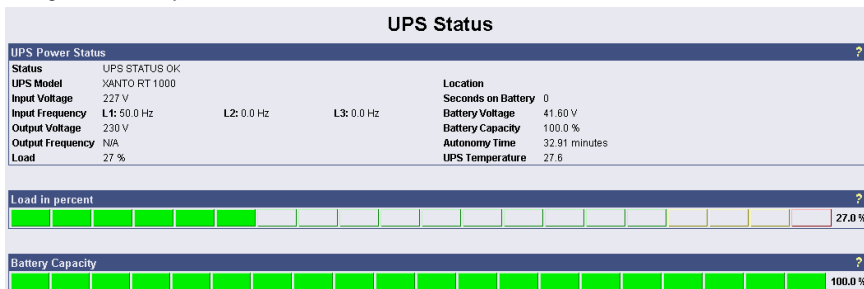 UPS Status
UPS Power Status ?
Status UPS STATUS OK
UPS Model XANTO RT 1000 Location
Input Voltage 227 V Seconds on Battery 0
Input Frequency L1: 50.0 Hz L2: 0.0 Hz L3: 0.0 Hz Battery Voltage 41.60 V
Output Voltage 230 V Battery Capacity 100.0 %
Output Frequency N/A Autonomy Time 32.91 minutes
Load 27 % UPS Temperature 27.6
Load in percent ?
27.0 %
Battery Capacity ?
100.0 %